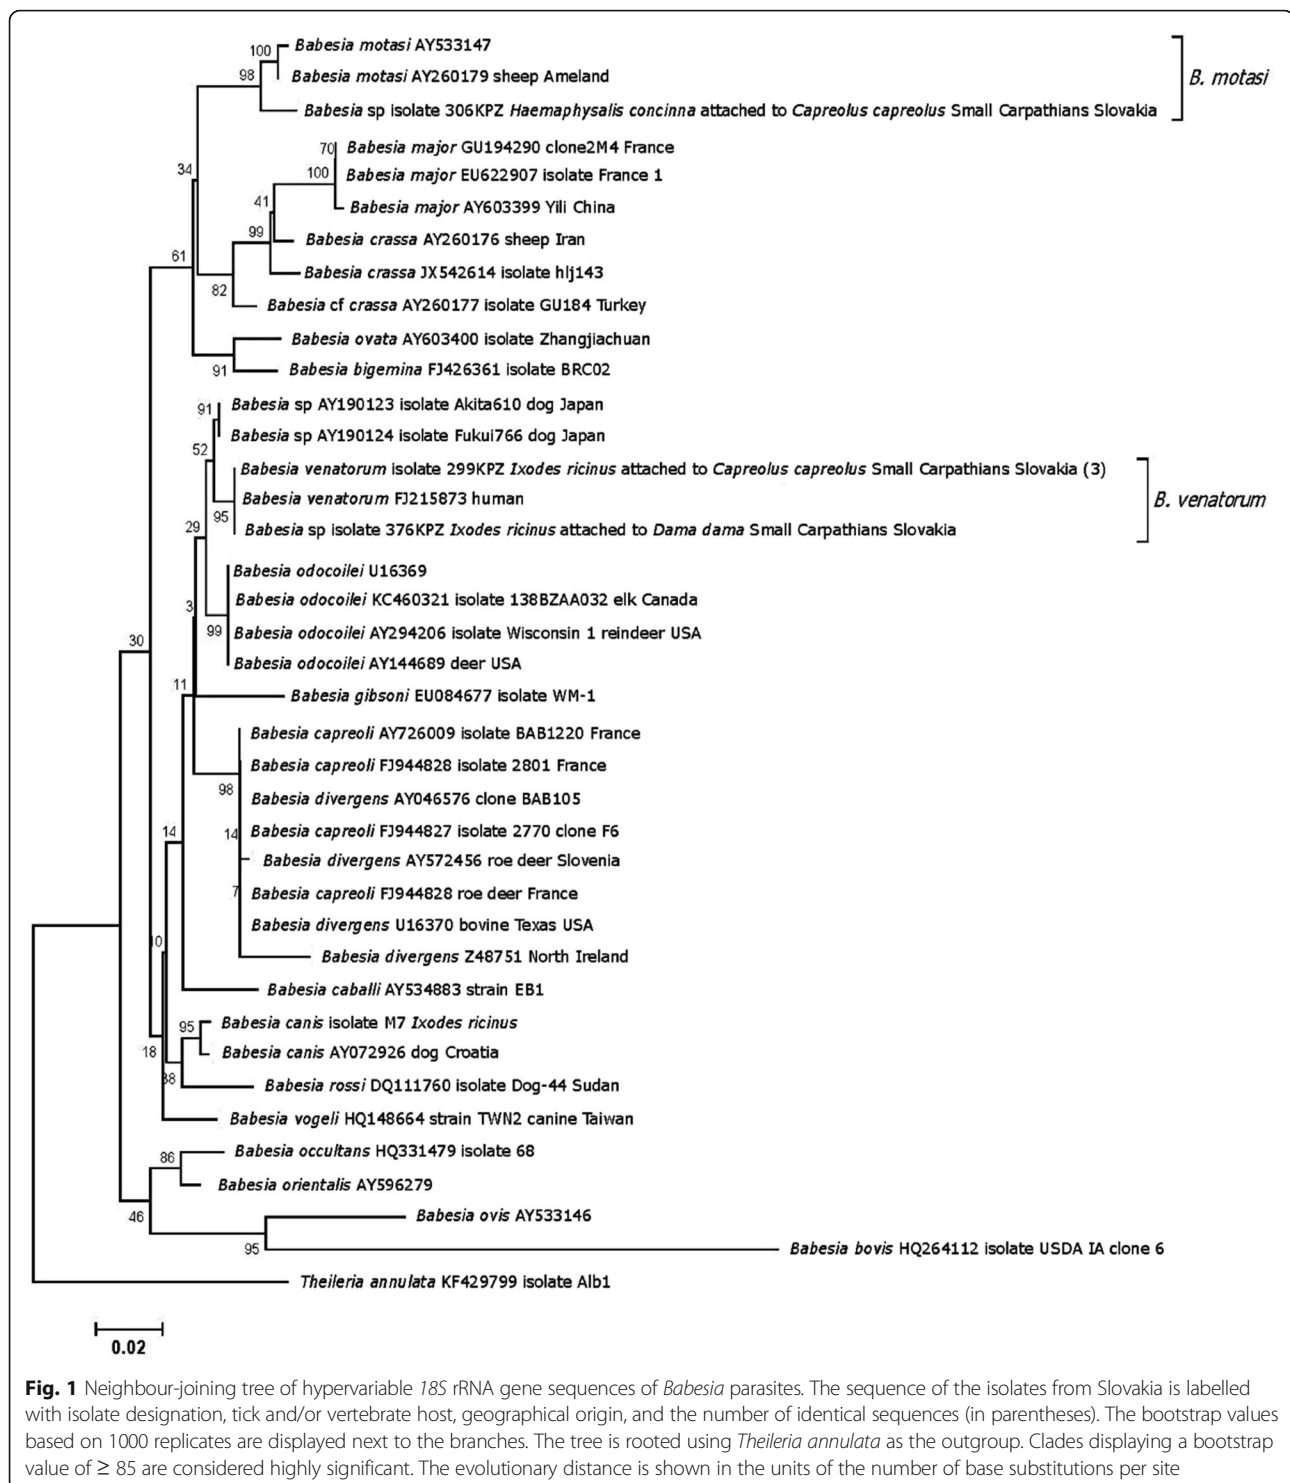 Babesia motasi AY533147
100
Babesia motasi AY260179 sheep Ameland
98
B. motasi
Babesia sp isolate 306KPZ Haemaphysalis concinna attached to Capreolus capreolus Small Carpathians Slovakia
70
Babesia major GU194290 clone2M4 France
34
100
Babesia major EU622907 isolate France 1
41
Babesia major AY603399 Yili China
99
Babesia crassa AY260176 sheep Iran
61
Babesia crassa JX542614 isolate hlj143
82
Babesia cf crassa AY260177 isolate GU184 Turkey
Babesia ovata AY603400 isolate Zhangjiachuan
91
Babesia bigemina FJ426361 isolate BRC02
91
Babesia sp AY190123 isolate Akita610 dog Japan
Babesia sp AY190124 isolate Fukui766 dog Japan
52
Babesia venatorum isolate 299KPZ Ixodes ricinus attached to Capreolus capreolus Small Carpathians Slovakia (3)
Babesia venatorum FJ215873 human
B. venatorum
95
29
Babesia sp isolate 376KPZ Ixodes ricinus attached to Dama dama Small Carpathians Slovakia
Babesia odocoilei U16369
3
Babesia odocoilei KC460321 isolate 138BZAA032 elk Canada
99
Babesia odocoilei AY294206 isolate Wisconsin 1 reindeer USA
30
Babesia odocoilei AY144689 deer USA
11
Babesia gibsoni EU084677 isolate WM-1
Babesia capreoli AY726009 isolate BAB1220 France
Babesia capreoli FJ944828 isolate 2801 France
98
Babesia divergens AY046576 clone BAB105
14
14
Babesia capreoli FJ944827 isolate 2770 clone F6
Babesia divergens AY572456 roe deer Slovenia
7
Babesia capreoli FJ944828 roe deer France
Babesia divergens U16370 bovine Texas USA
10
Babesia divergens Z48751 North Ireland
Babesia caballi AY534883 strain EB1
95
Babesia canis isolate M7 Ixodes ricinus
18
Babesia canis AY072926 dog Croatia
Babesia rossi DQ111760 isolate Dog-44 Sudan
Babesia vogeli HQ148664 strain TWN2 canine Taiwan
86
Babesia occultans HQ331479 isolate 68
Babesia orientalis AY596279
46
Babesia ovis AY533146
95
Babesia bovis HQ264112 isolate USDA IA clone 6
Theileria annulata KF429799 isolate Alb1
0.02
Fig. 1 Neighbour-joining tree of hypervariable 18S rRNA gene sequences of Babesia parasites. The sequence of the isolates from Slovakia is labelled
with isolate designation, tick and/or vertebrate host, geographical origin, and the number of identical sequences (in parentheses). The bootstrap values
based on 1000 replicates are displayed next to the branches. The tree is rooted using Theileria annulata as the outgroup. Clades displaying a bootstrap
value of ≥ 85 are considered highly significant. The evolutionary distance is shown in the units of the number of base substitutions per site